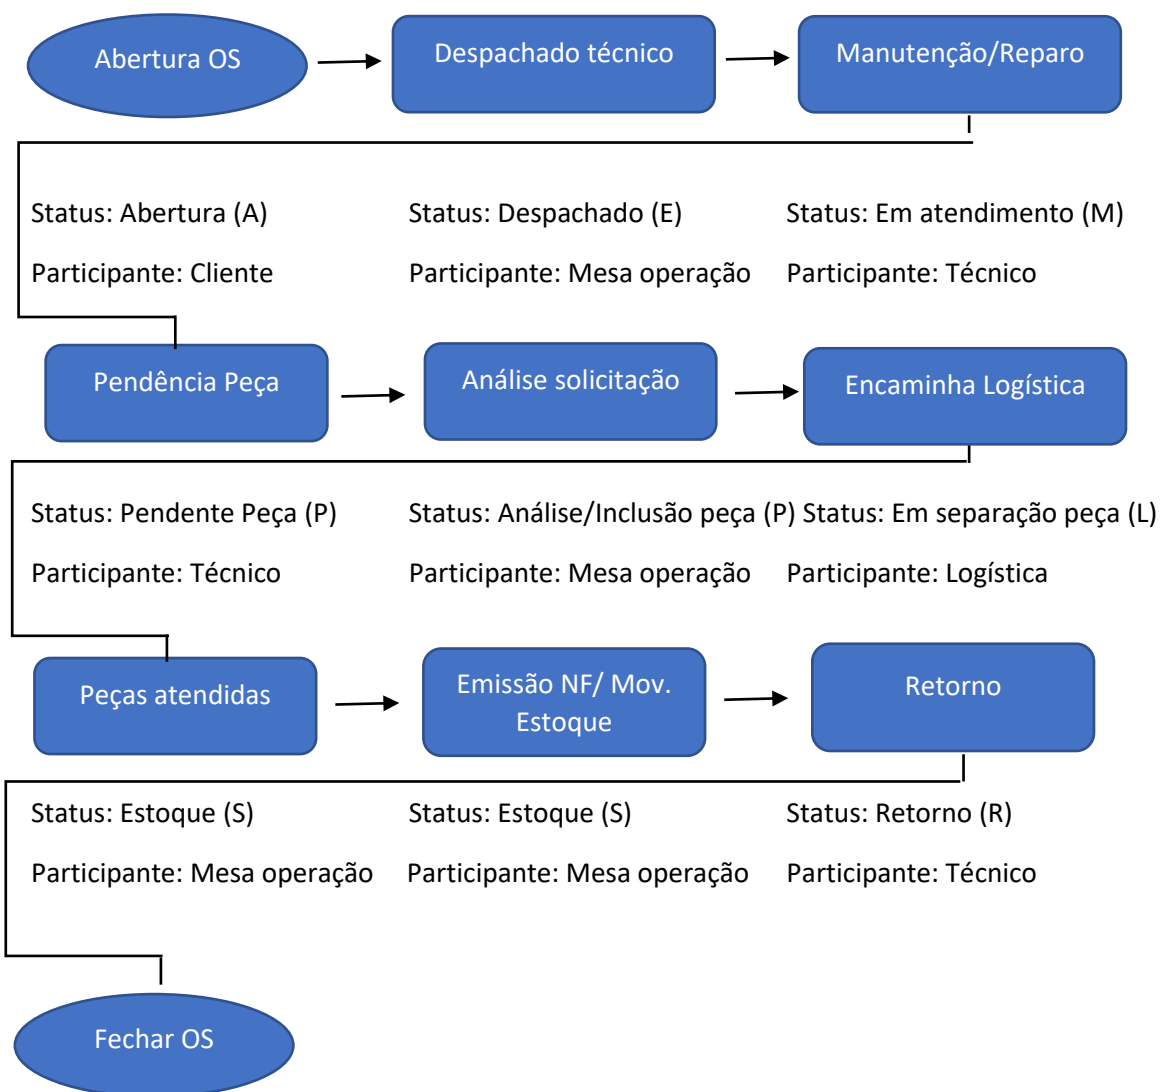 Abertura OS
Despachado técnico
Manutenção/Reparo
Status: Abertura (A)
Status: Despachado (E)
Status: Em atendimento (M)
Participante: Cliente
Participante: Mesa operação
Participante: Técnico
Pendência Peça
Análise solicitação
Encaminha Logística
Status: Pendente Peça (P)
Status: Análise/Inclusão peça (P)
Status: Em separação peça (L)
Participante: Técnico
Participante: Mesa operação
Participante: Logística
Peças atendidas
Emissão NF/ Mov.
Estoque
Retorno
Status: Estoque (S)
Status: Estoque (S)
Status: Retorno (R)
Participante: Mesa operação
Participante: Mesa operação
Participante: Técnico
Fechar OS